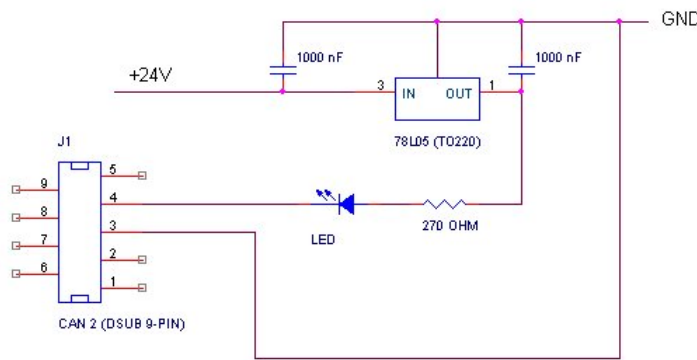 GND
1000 nF
1000 nF
+24V
3 IN OUT 1
78L05 (TO220)
J1
5
9
4
8
3
7
2
6
1
LED
270 OHM
CAN 2 (DSUB 9-PIN)